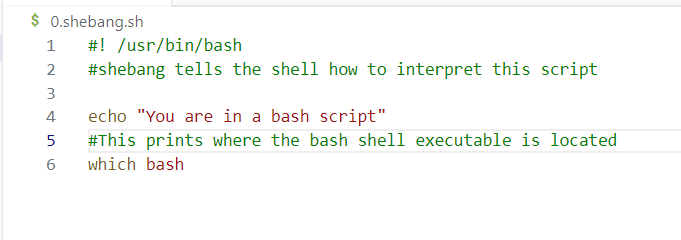 $ 0.shebang.sh
1 #! /usr/bin/bash
2 #shebang tells the shell how to interpret this script
3
4 echo "You are in a bash script"
5 #This prints where the bash shell executable is located
6 which bash